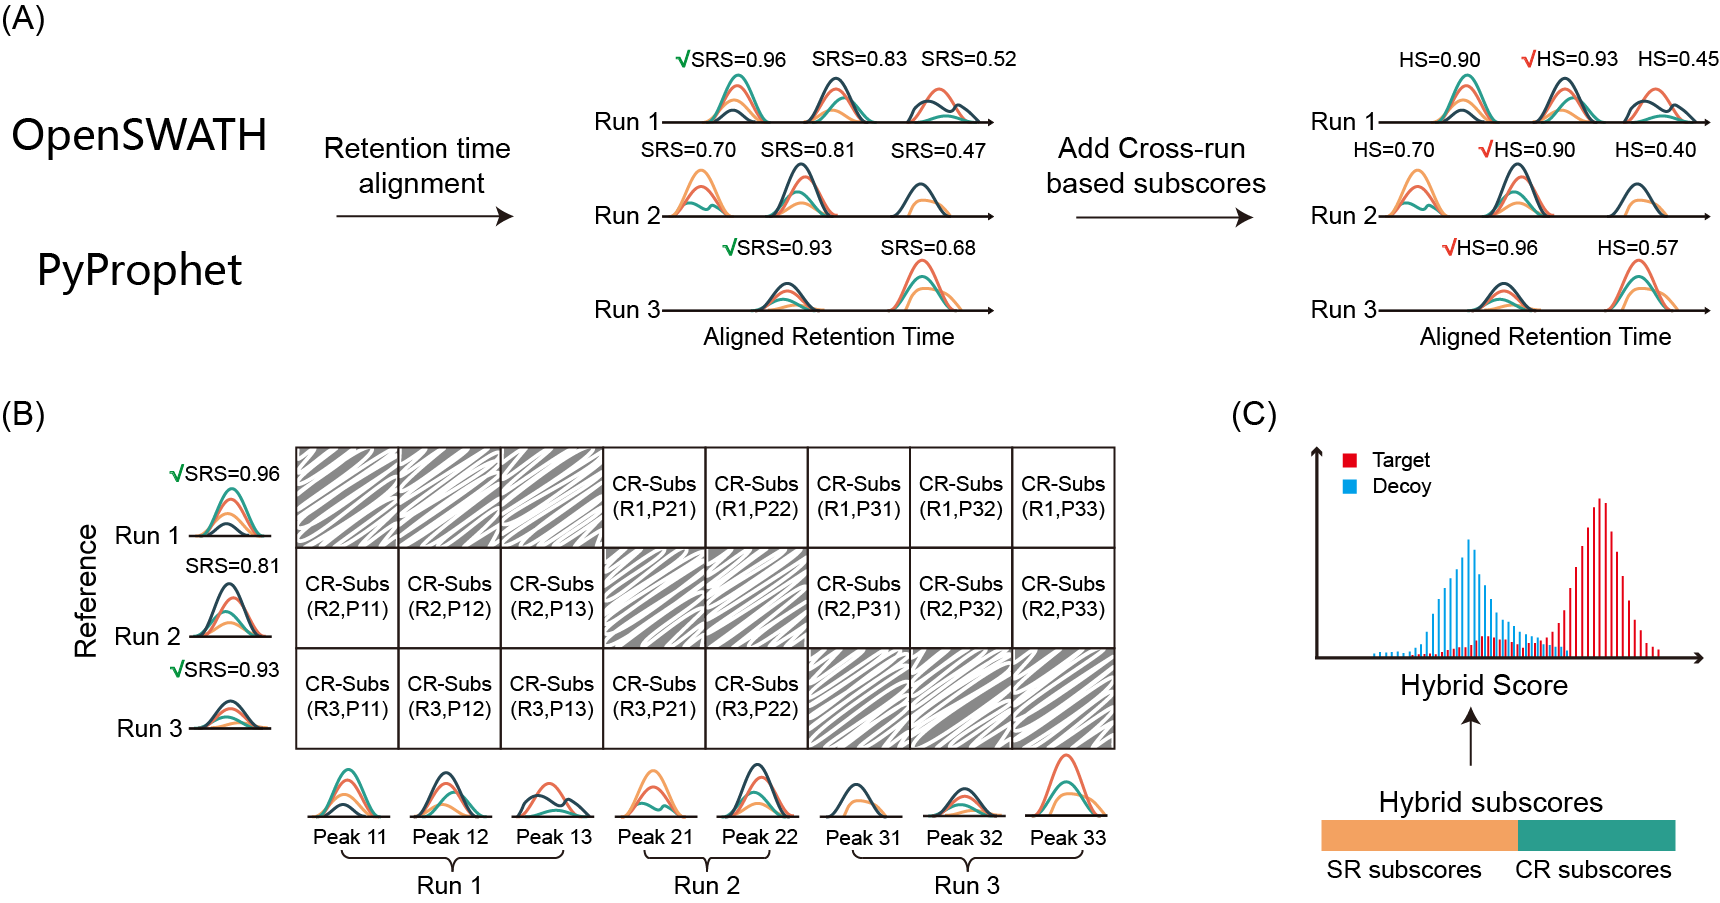 (A)
OpenSWATH
PyProphet
Retention time
alignment
√SRS=0.96 SRS=0.83 SRS=0.52
Run 1
SRS=0.70 SRS=0.81 SRS=0.47
Run 2
√SRS=0.93 SRS=0.68
Run 3
Aligned Retention Time
Add Cross-run
based subscores
HS=0.90 √HS=0.93 HS=0.45
Run 1
HS=0.70 √HS=0.90 HS=0.40
Run 2
√HS=0.96 HS=0.57
Run 3
Aligned Retention Time
(B)
Reference
√SRS=0.96
Run 1
SRS=0.81
Run 2
√SRS=0.93
Run 3
CR-Subs CR-Subs CR-Subs CR-Subs CR-Subs
(R1,P21) (R1,P22) (R1,P31) (R1,P32) (R1,P33)
CR-Subs CR-Subs CR-Subs CR-Subs CR-Subs CR-Subs
(R2,P11) (R2,P12) (R2,P13) (R2,P31) (R2,P32) (R2,P33)
CR-Subs CR-Subs CR-Subs CR-Subs CR-Subs
(R3,P11) (R3,P12) (R3,P13) (R3,P21) (R3,P22)
Peak 11 Peak 12 Peak 13 Peak 21 Peak 22 Peak 31 Peak 32 Peak 33
Run 1 Run 2 Run 3
(C)
Target
Decoy
Hybrid Score
Hybrid subscores
SR subscores CR subscores